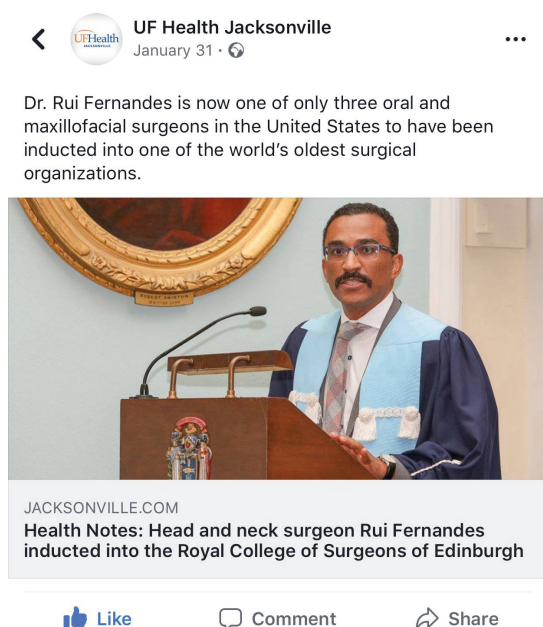 UFHealth
JACKSONVILLE
UF Health Jacksonville
January 31 ·
Dr. Rui Fernandes is now one of only three oral and
maxillofacial surgeons in the United States to have been
inducted into one of the world's oldest surgical
organizations.
JACKSONVILLE.COM
Health Notes: Head and neck surgeon Rui Fernandes
inducted into the Royal College of Surgeons of Edinburgh
Like
Comment
Share